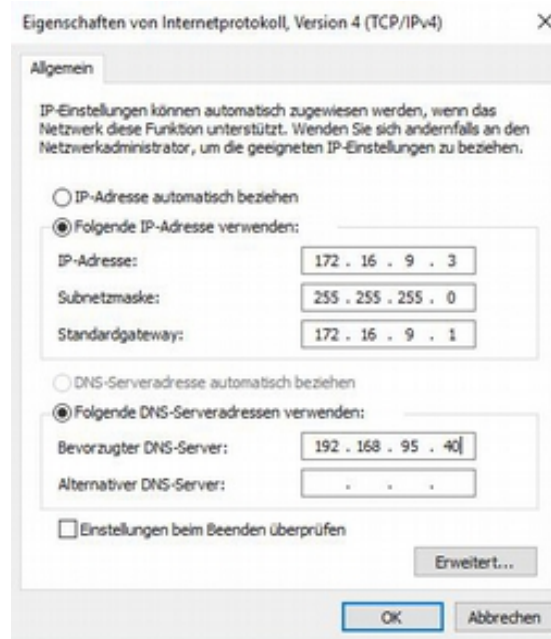 Eigenschaften von Internetprotokoll, Version 4 (TCP/IPv4)
Allgemein
IP-Einstellungen können automatisch zugewiesen werden, wenn das
Netzwerk diese Funktion unterstützt. Wenden Sie sich andernfalls an den
Netzwerkadministrator, um die geeigneten IP-Einstellungen zu beziehen.
IP-Adresse automatisch beziehen
Folgende IP-Adresse verwenden:
IP-Adresse: 172 . 16 . 9 . 3
Subnetzmaske: 255 . 255 . 255 . 0
Standardgateway: 172 . 16 . 9 . 1
DNS-Serveradresse automatisch beziehen
Folgende DNS-Serveradressen verwenden:
Bevorzugter DNS-Server: 192 . 168 . 95 . 40
Alternativer DNS-Server: . . .
Einstellungen beim Beenden überprüfen
Erweitert...
OK Abbrechen